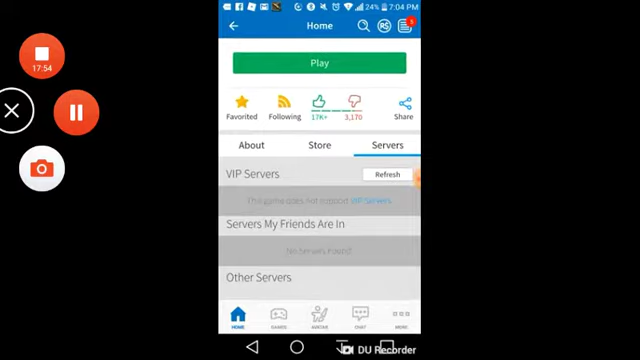 24% 7:04 PM
Home
R$
5
17:54
Play
Favorited
Following
17K+
3,170
Share
About
Store
Servers
VIP Servers
Refresh
This game does not support VIP Servers.
Servers My Friends Are In
No Servers Found.
Other Servers
HOME
GAMES
AVATAR
CHAT
MORE
DU Recorder